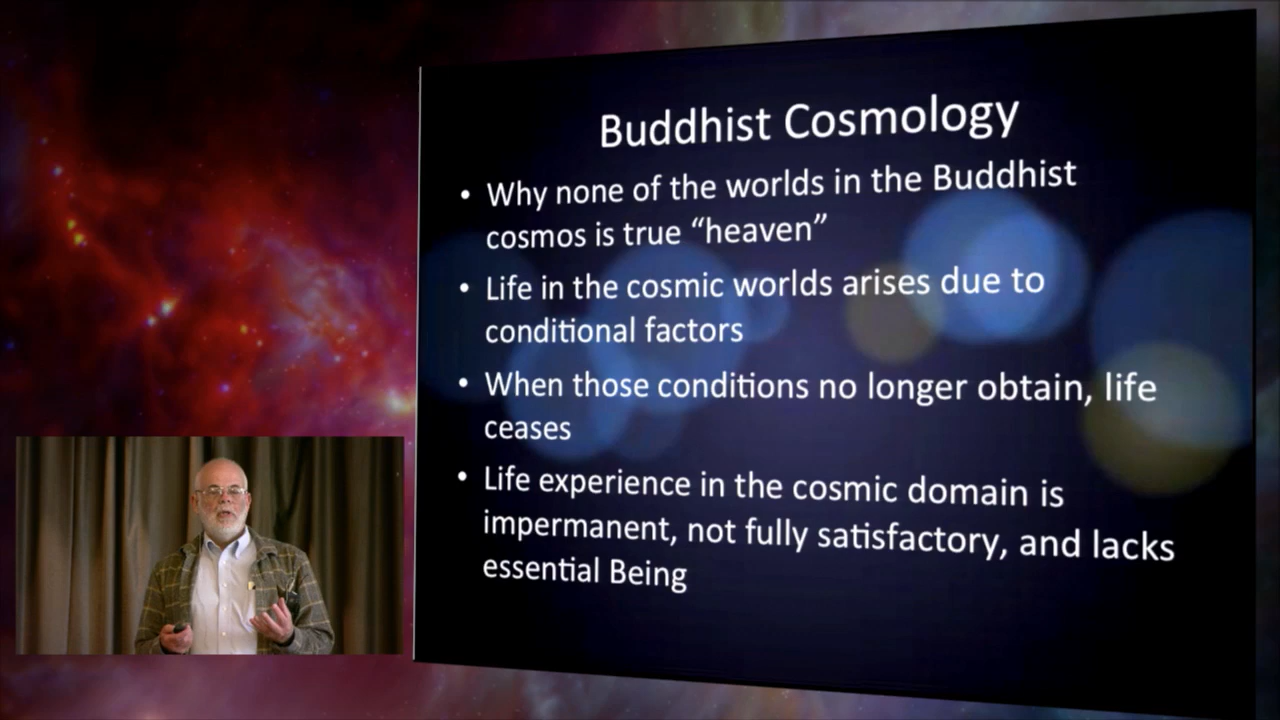 Buddhist Cosmology
• Why none of the worlds in the Buddhist
cosmos is true “heaven”
• Life in the cosmic worlds arises due to
conditional factors
• When those conditions no longer obtain, life
ceases
• Life experience in the cosmic domain is
impermanent, not fully satisfactory, and lacks
essential Being